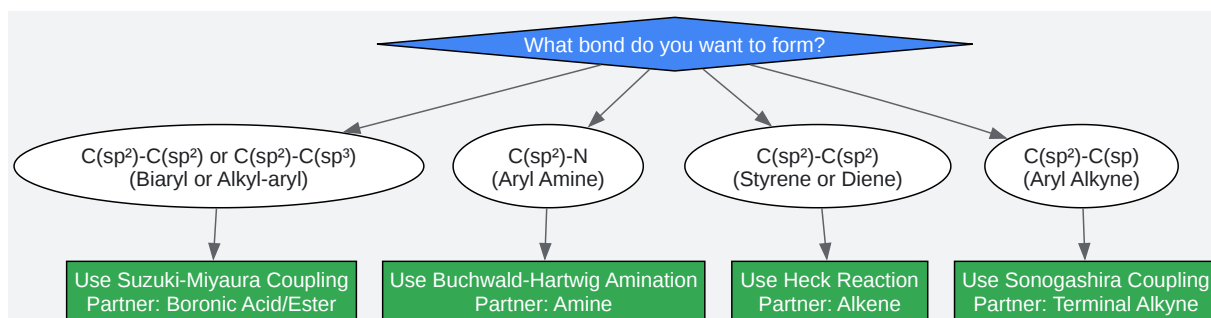 What bond do you want to form?
C(sp²)-C(sp²) or C(sp²)-C(sp³)
(Biaryl or Alkyl-aryl)
C(sp²)-N
(Aryl Amine)
C(sp²)-C(sp²)
(Styrene or Diene)
C(sp²)-C(sp)
(Aryl Alkyne)
Use Suzuki-Miyaura Coupling
Partner: Boronic Acid/Ester
Use Buchwald-Hartwig Amination
Partner: Amine
Use Heck Reaction
Partner: Alkene
Use Sonogashira Coupling
Partner: Terminal Alkyne